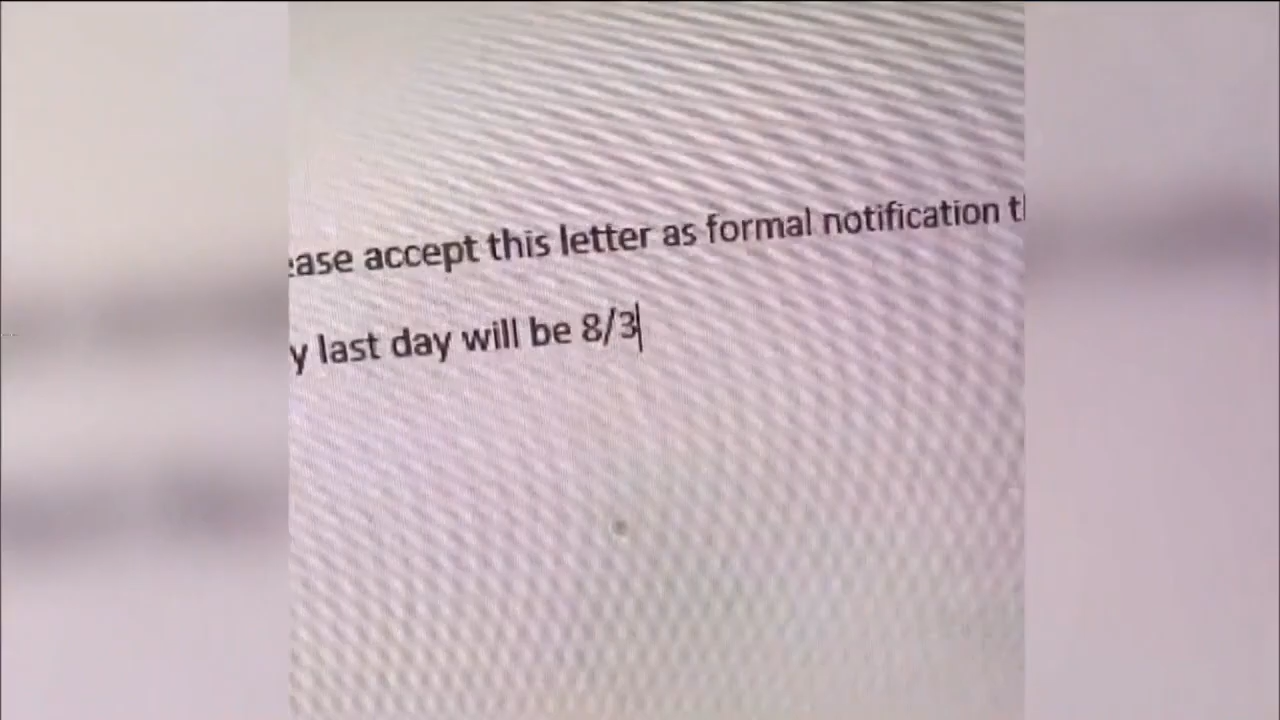 ease accept this letter as formal notification t
y last day will be 8/3